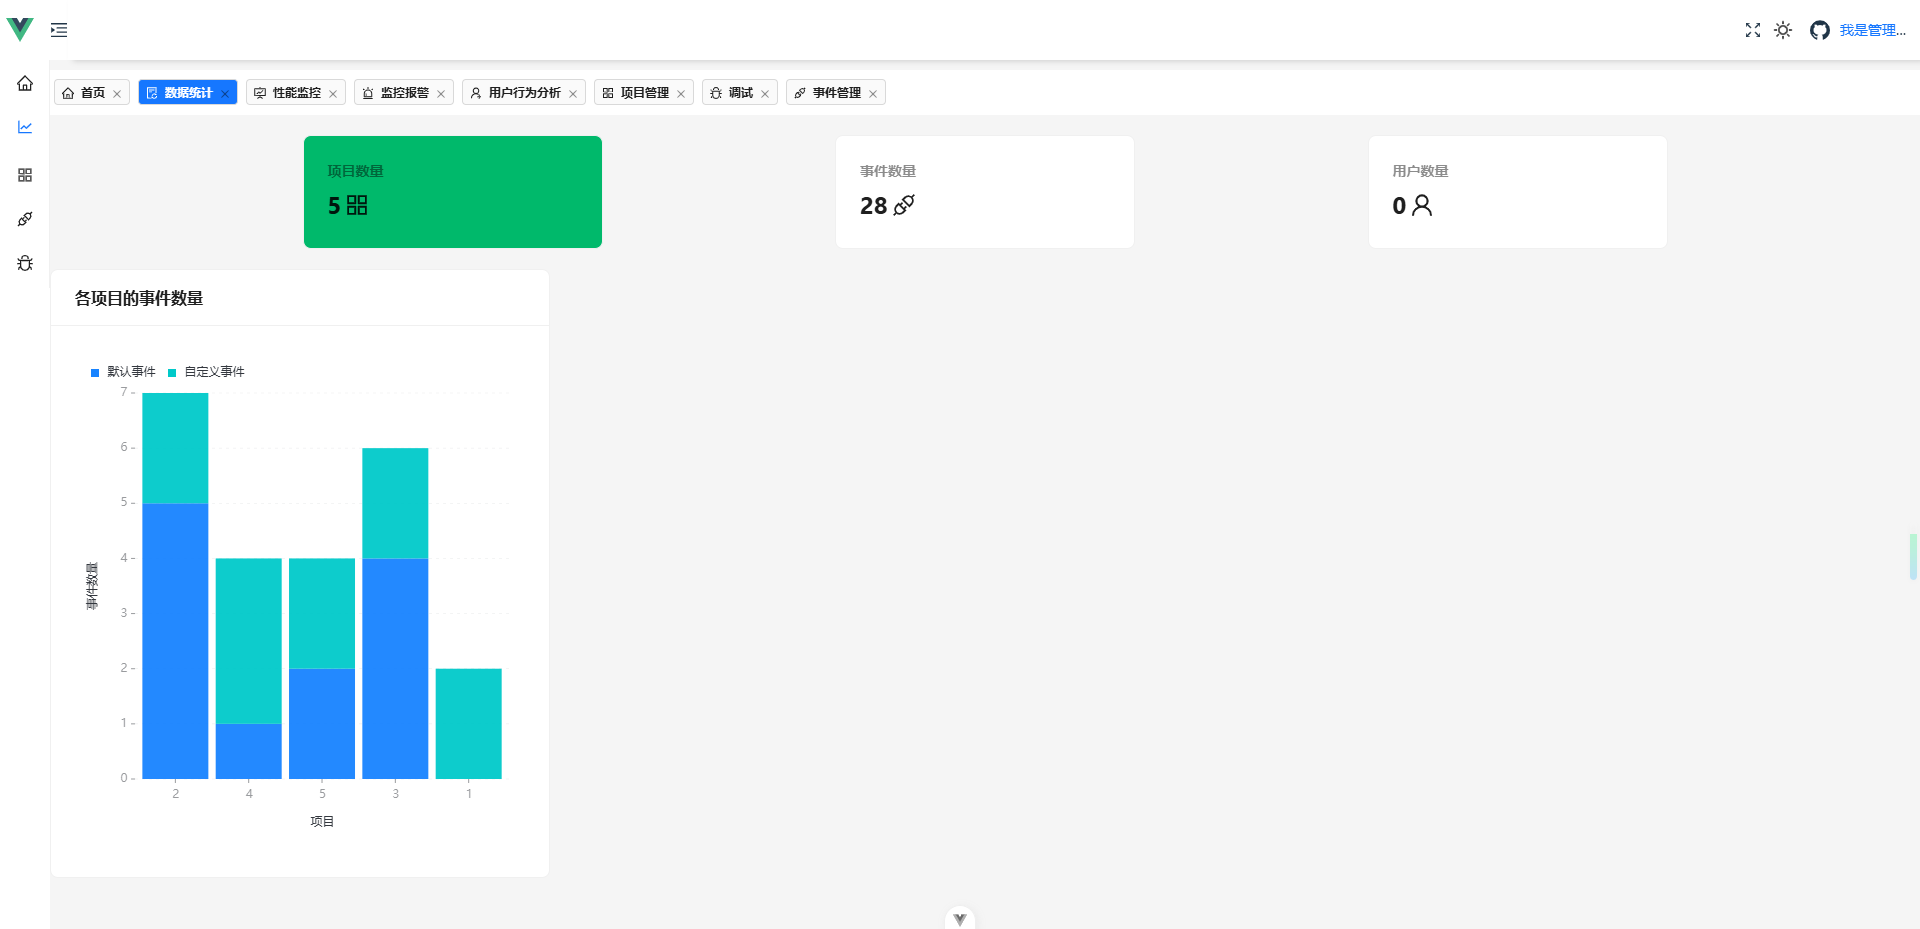 我是管理...
首页 数据统计 性能监控 监控报警 用户行为分析 项目管理 调试 事件管理
项目数量
5
事件数量
28
用户数量
0
各项目的事件数量
默认事件 自定义事件
7
6
5
4
3
2
1
0
事件数量
2 4 5 3 1
项目